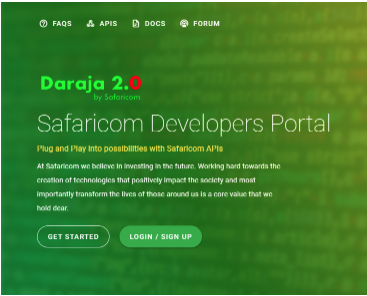 FAQS APIS DOCS FORUM
Daraja 2.0
by Safaricom
Safaricom Developers Portal
Plug and Play into possibilities with Safaricom APIs
At Safaricom we believe in investing in the future. Working hard towards the
creation of technologies that positively impact the society and most
importantly transform the lives of those around us is a core value that we
hold dear.
GET STARTED LOGIN / SIGN UP